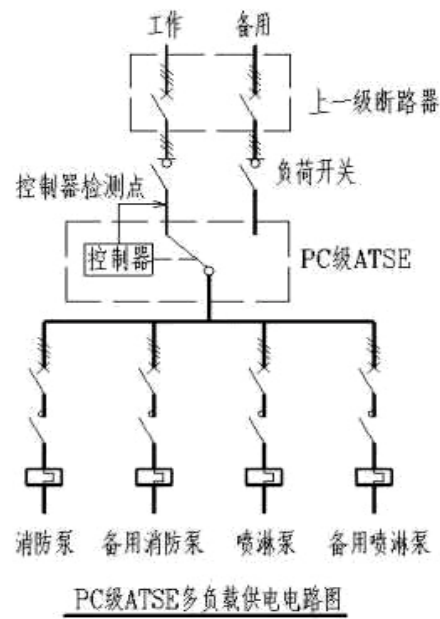 工作 备用
上一级断路器
控制器检测点 负荷开关
控制器 PC级ATSE
消防泵 备用消防泵 喷淋泵 备用喷淋泵
PC级ATSE多负载供电电路图